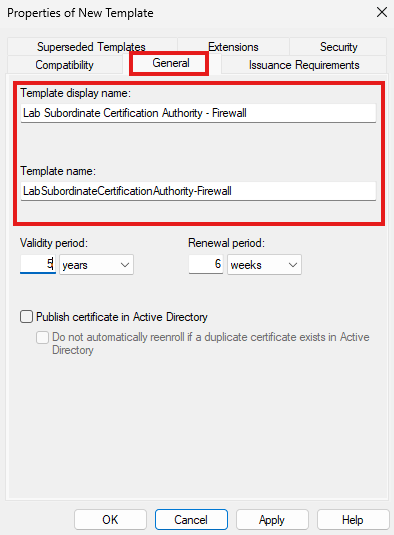 Properties of New Template
Superseded Templates Extensions Security
Compatibility General Issuance Requirements
Template display name:
Lab Subordinate Certification Authority - Firewall
Template name:
LabSubordinateCertificationAuthority-Firewall
Validity period: Renewal period:
5 years 6 weeks
Publish certificate in Active Directory
Do not automatically reenroll if a duplicate certificate exists in Active
Directory
OK Cancel Apply Help